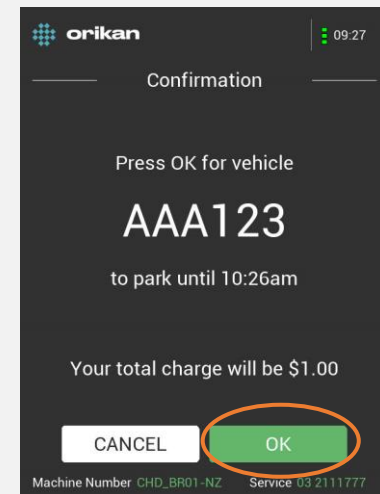 orikan 09:27
Confirmation
Press OK for vehicle
AAA123
to park until 10:26am
Your total charge will be $1.00
CANCEL OK
Machine Number CHD_BR01-NZ Service 03 2111777